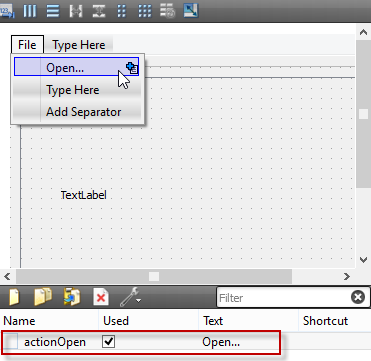 File Type Here
Open...
Type Here
Add Separator
TextLabel
Filter
Name Used Text Shortcut
actionOpen Open...